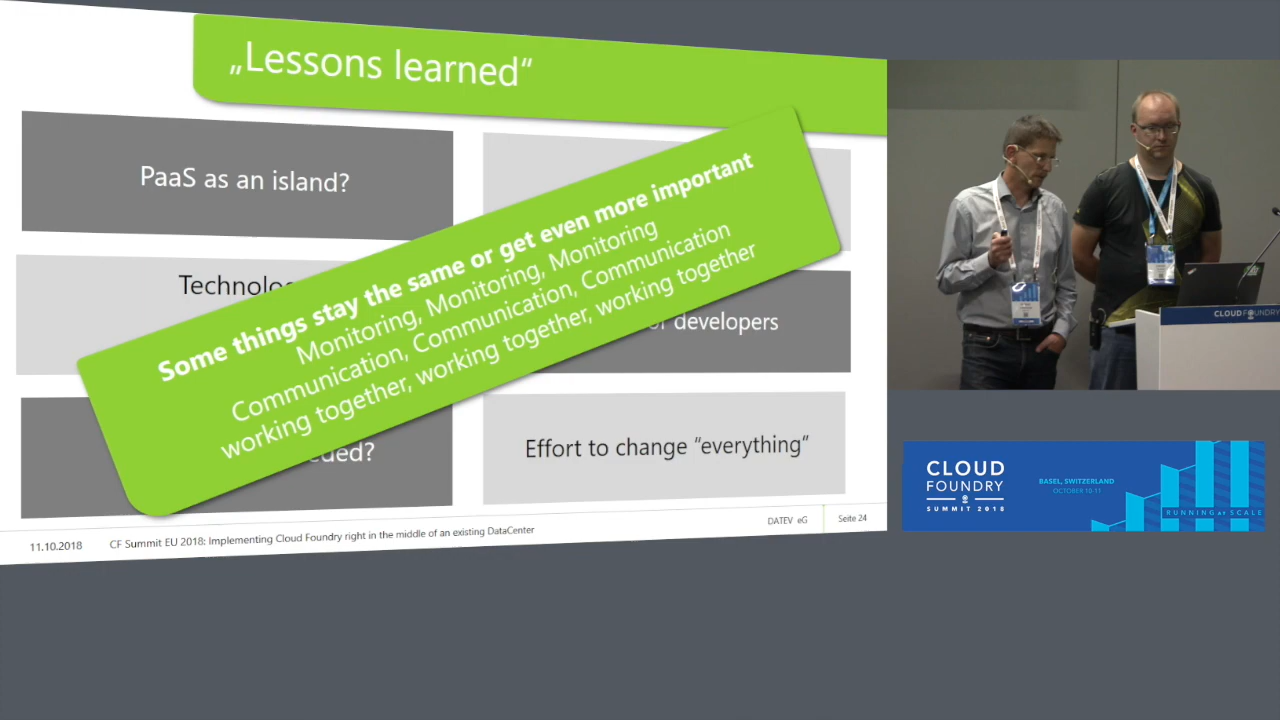 „Lessons learned“
PaaS as an island?
Some things stay the same or get even more important
Monitoring, Monitoring, Monitoring
Communication, Communication, Communication
working together, working together, working together
developers
Effort to change “everything”
11.10.2018
CF Summit EU 2018: Implementing Cloud Foundry right in the middle of an existing DataCenter
DATEV eG
Seite 24
CLOUD FOUNDRY
CLOUD
FOUNDRY
SUMMIT 2018
BASEL, SWITZERLAND
OCTOBER 10-11
RUNNING AT SCALE